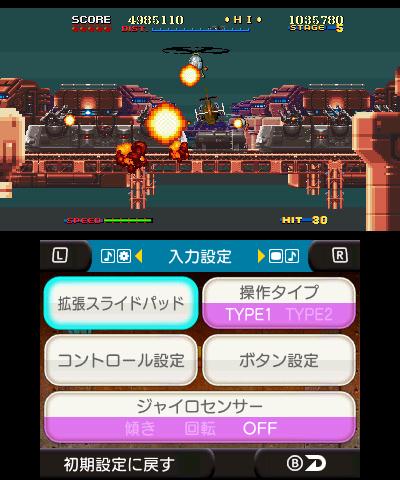 SCORE 4985110 •HI• 1035780
DIST. STAGE 5
SPEED HIT 30
L 入力設定 R
拡張スライドパッド
操作タイプ
TYPE1 TYPE2
コントロール設定
ボタン設定
ジャイロセンサー
傾き 回転 OFF
初期設定に戻す B